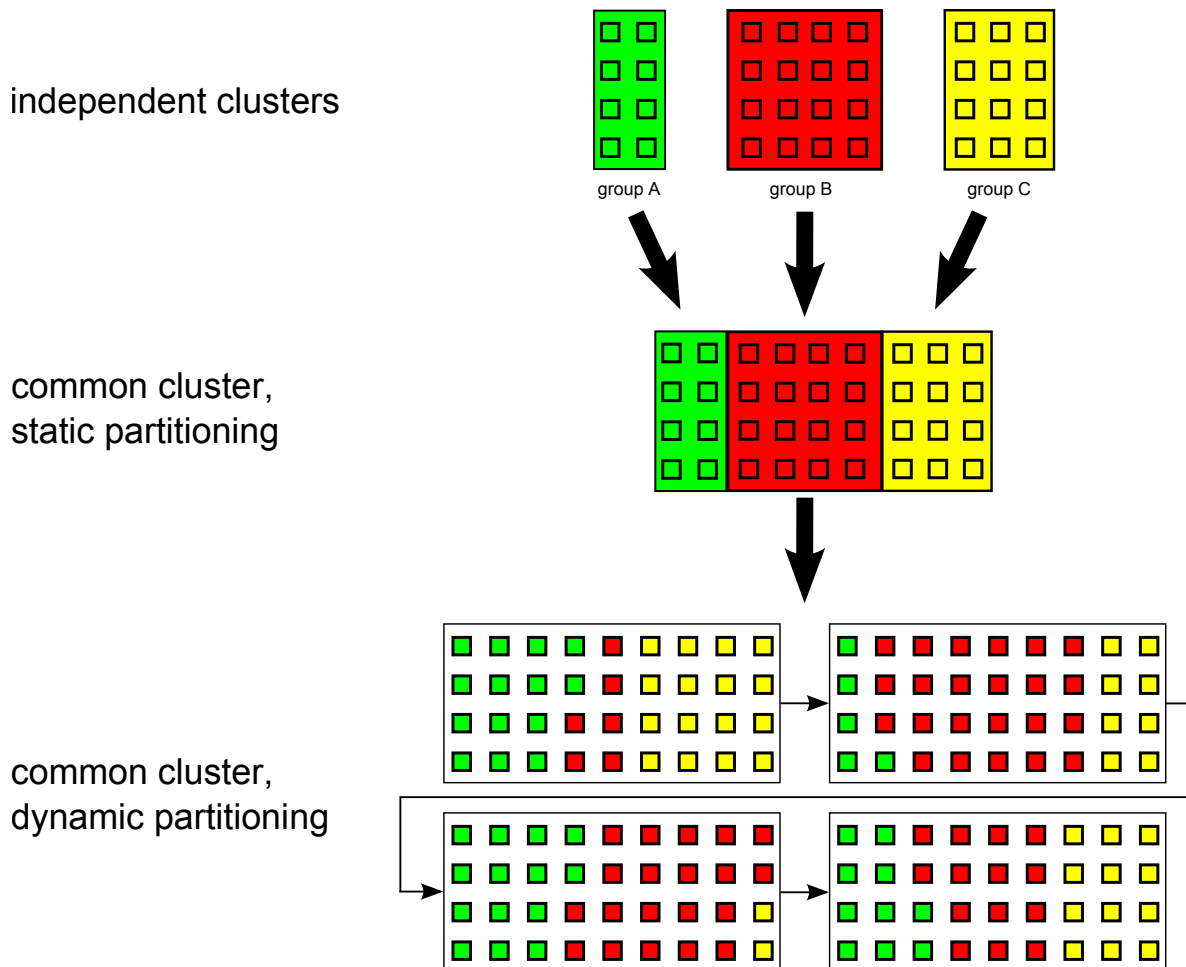 independent clusters
group A
group B
group C
common cluster,
static partitioning
common cluster,
dynamic partitioning